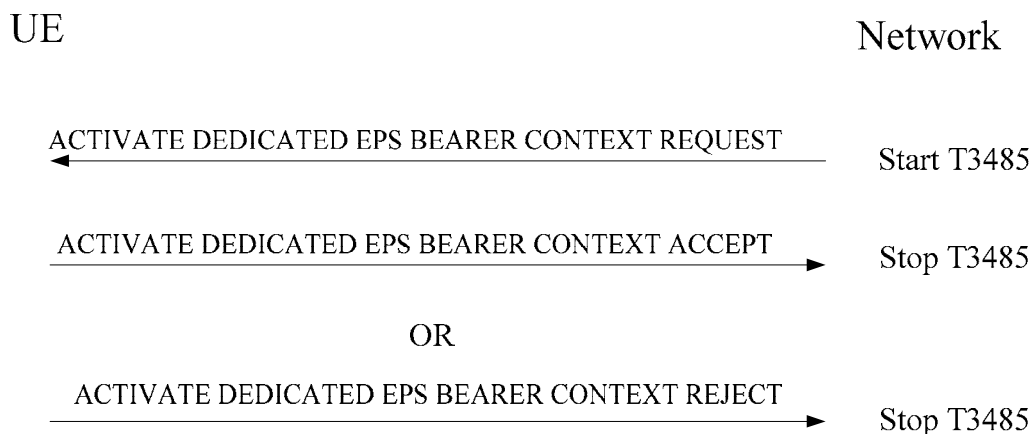 UE
Network
ACTIVATE DEDICATED EPS BEARER CONTEXT REQUEST
Start T3485
ACTIVATE DEDICATED EPS BEARER CONTEXT ACCEPT
Stop T3485
OR
ACTIVATE DEDICATED EPS BEARER CONTEXT REJECT
Stop T3485